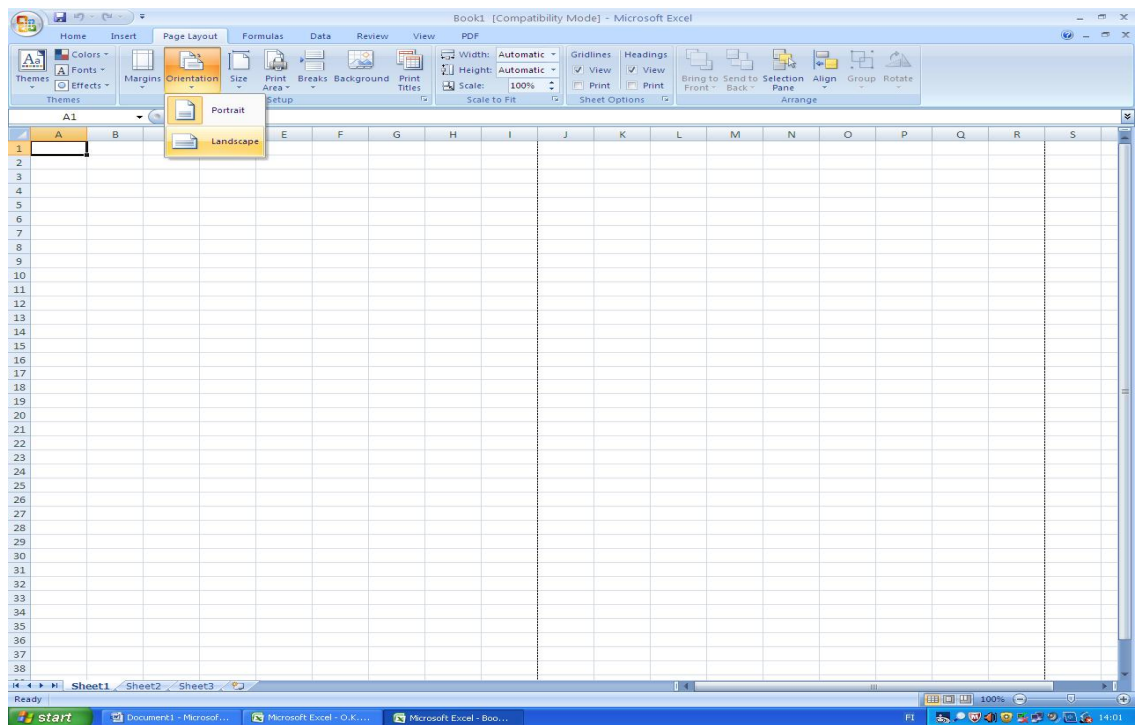 Book1 [Compatibility Mode] - Microsoft Excel
Home Insert Page Layout Formulas Data Review View PDF
Colors Width: Automatic Gridlines Headings
Aa A Fonts Height: Automatic View View
Themes Effects Margins Orientation Size Print Area Breaks Background Print Titles Scale: 100% Print Print Bring to Front Send to Back Selection Pane Align Group Rotate
Themes Setup Scale to Fit Sheet Options Arrange
Portrait
A1
Landscape
A B E F G H I J K L M N O P Q R S
1
2
3
4
5
6
7
8
9
10
11
12
13
14
15
16
17
18
19
20
21
22
23
24
25
26
27
28
29
30
31
32
33
34
35
36
37
38
Sheet1 Sheet2 Sheet3
Ready 100%
start Document1 - Microsof... Microsoft Excel - O.K.... Microsoft Excel - Boo... FI 14:01